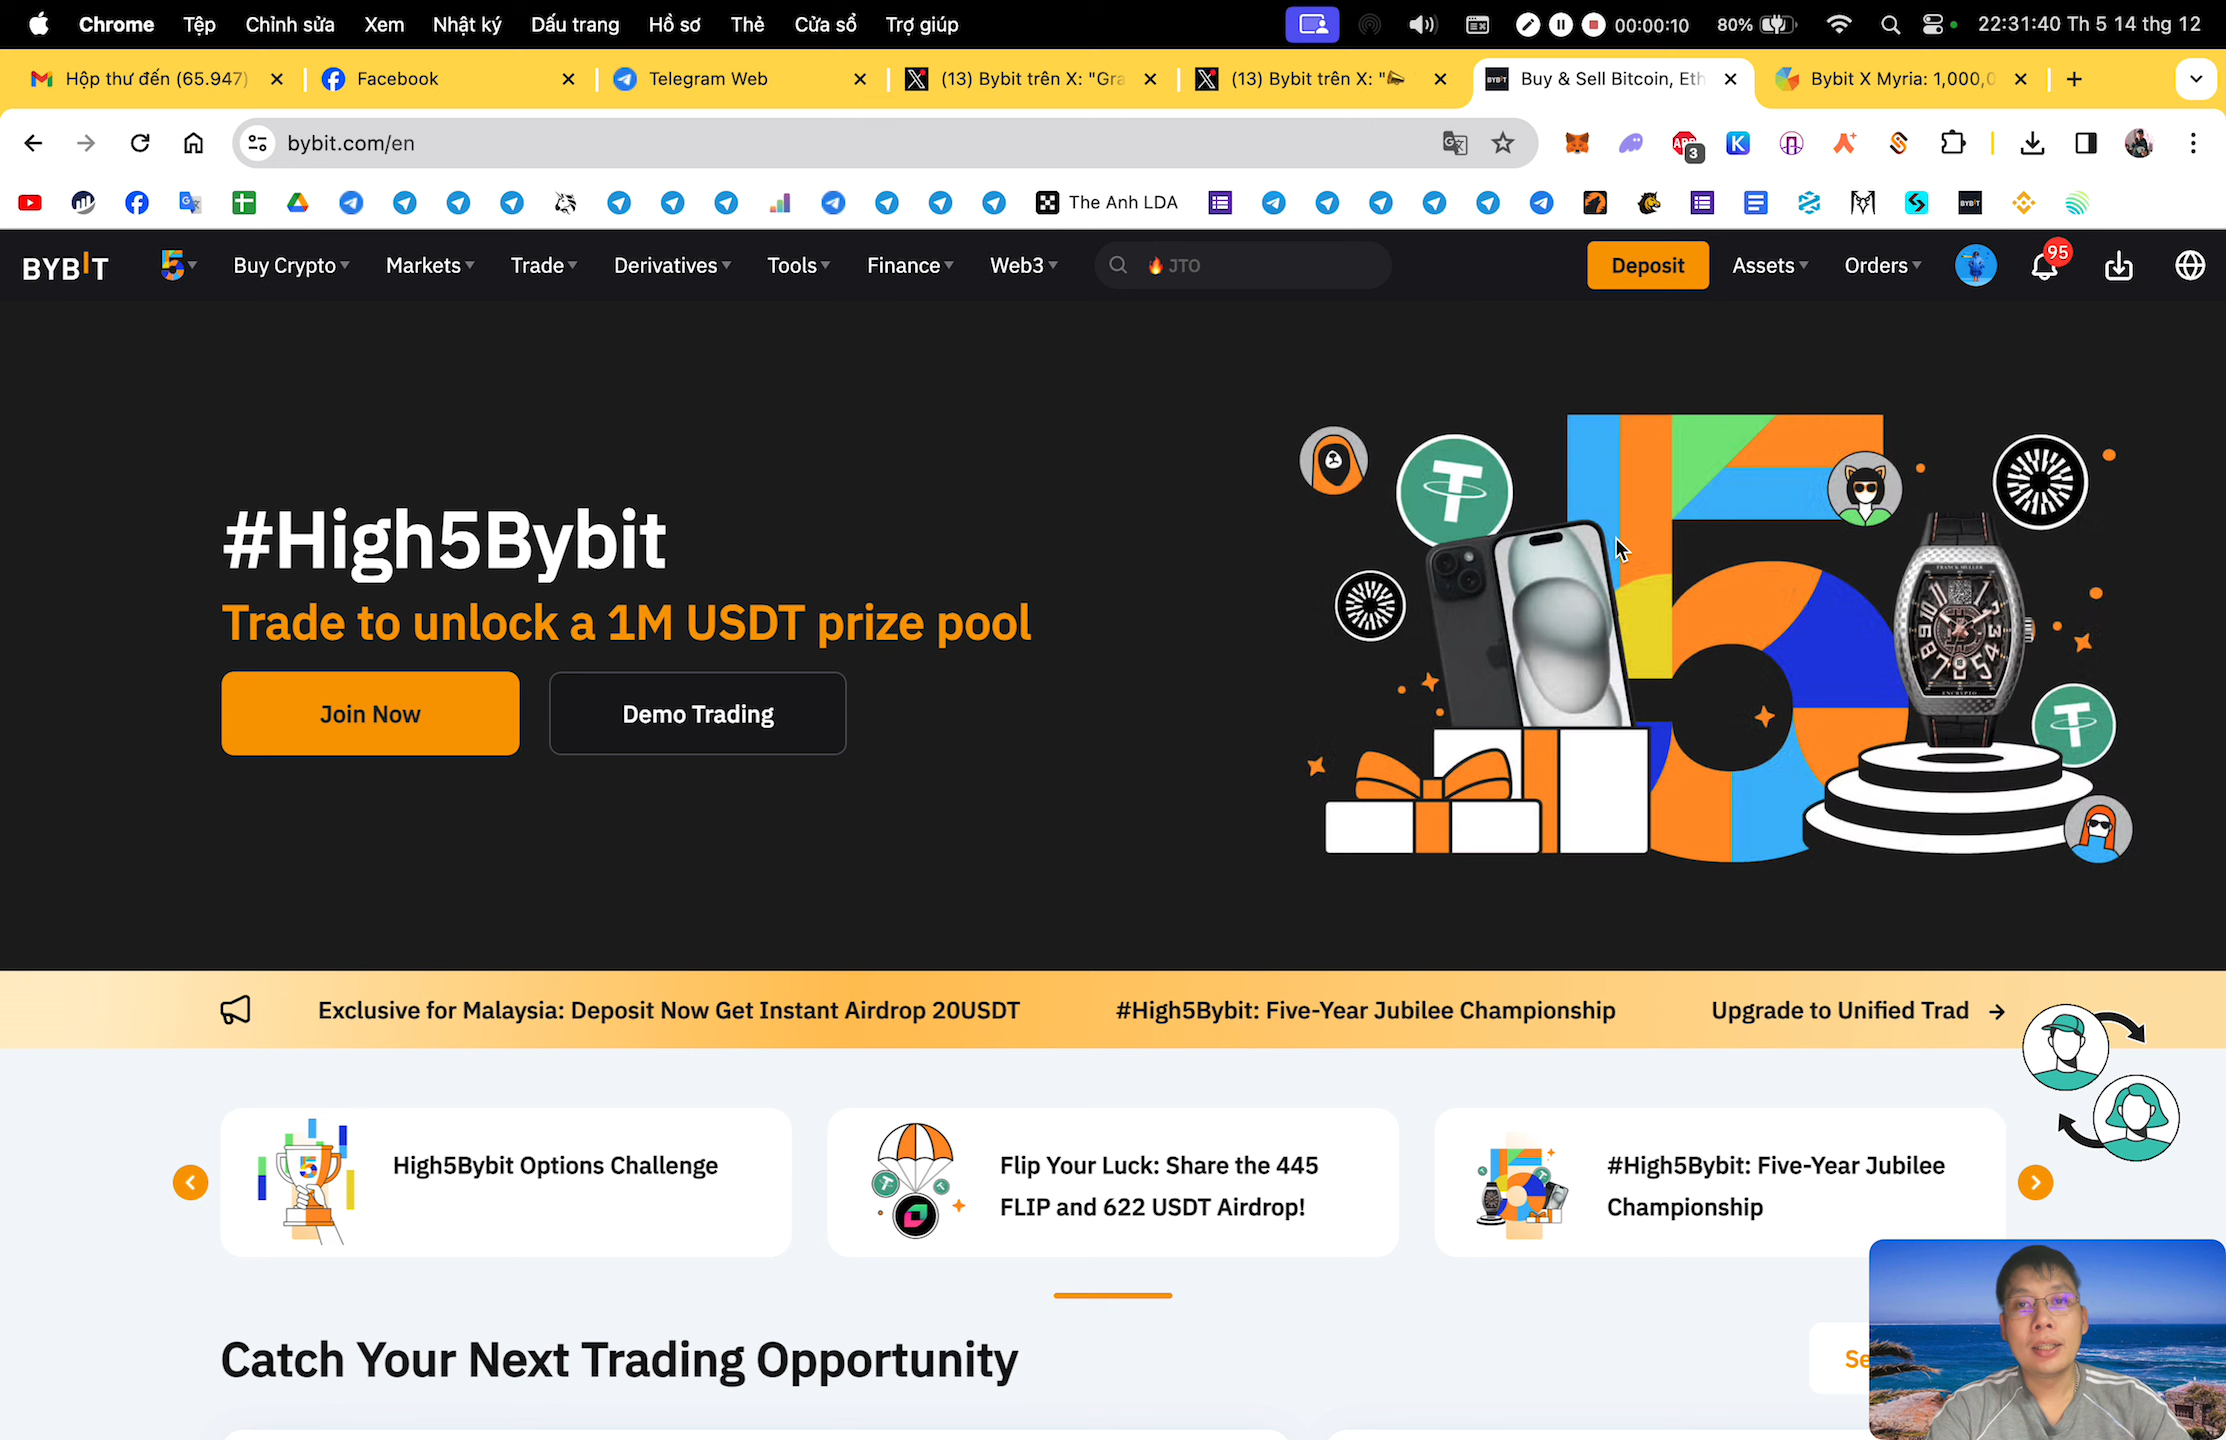 Chrome Tệp Chỉnh sửa Xem Nhật ký Dấu trang Hồ sơ Thẻ Cửa sổ Trợ giúp 00:00:10 80% 22:31:40 Th 5 14 thg 12
Hộp thư đến (65.947) Facebook Telegram Web (13) Bybit trên X: "Gra (13) Bybit trên X: " Buy & Sell Bitcoin, Eth Bybit X Myria: 1,000,0
bybit.com/en
3
The Anh LDA
BYBIT Buy Crypto Markets Trade Derivatives Tools Finance Web3 JTO Deposit Assets Orders 95
#High5Bybit
Trade to unlock a 1M USDT prize pool
Join Now Demo Trading
FRANCK MULLER
ENCRYPTO
Exclusive for Malaysia: Deposit Now Get Instant Airdrop 20USDT #High5Bybit: Five-Year Jubilee Championship Upgrade to Unified Trad
High5Bybit Options Challenge
Flip Your Luck: Share the 445
FLIP and 622 USDT Airdrop!
#High5Bybit: Five-Year Jubilee
Championship
Catch Your Next Trading Opportunity
Se